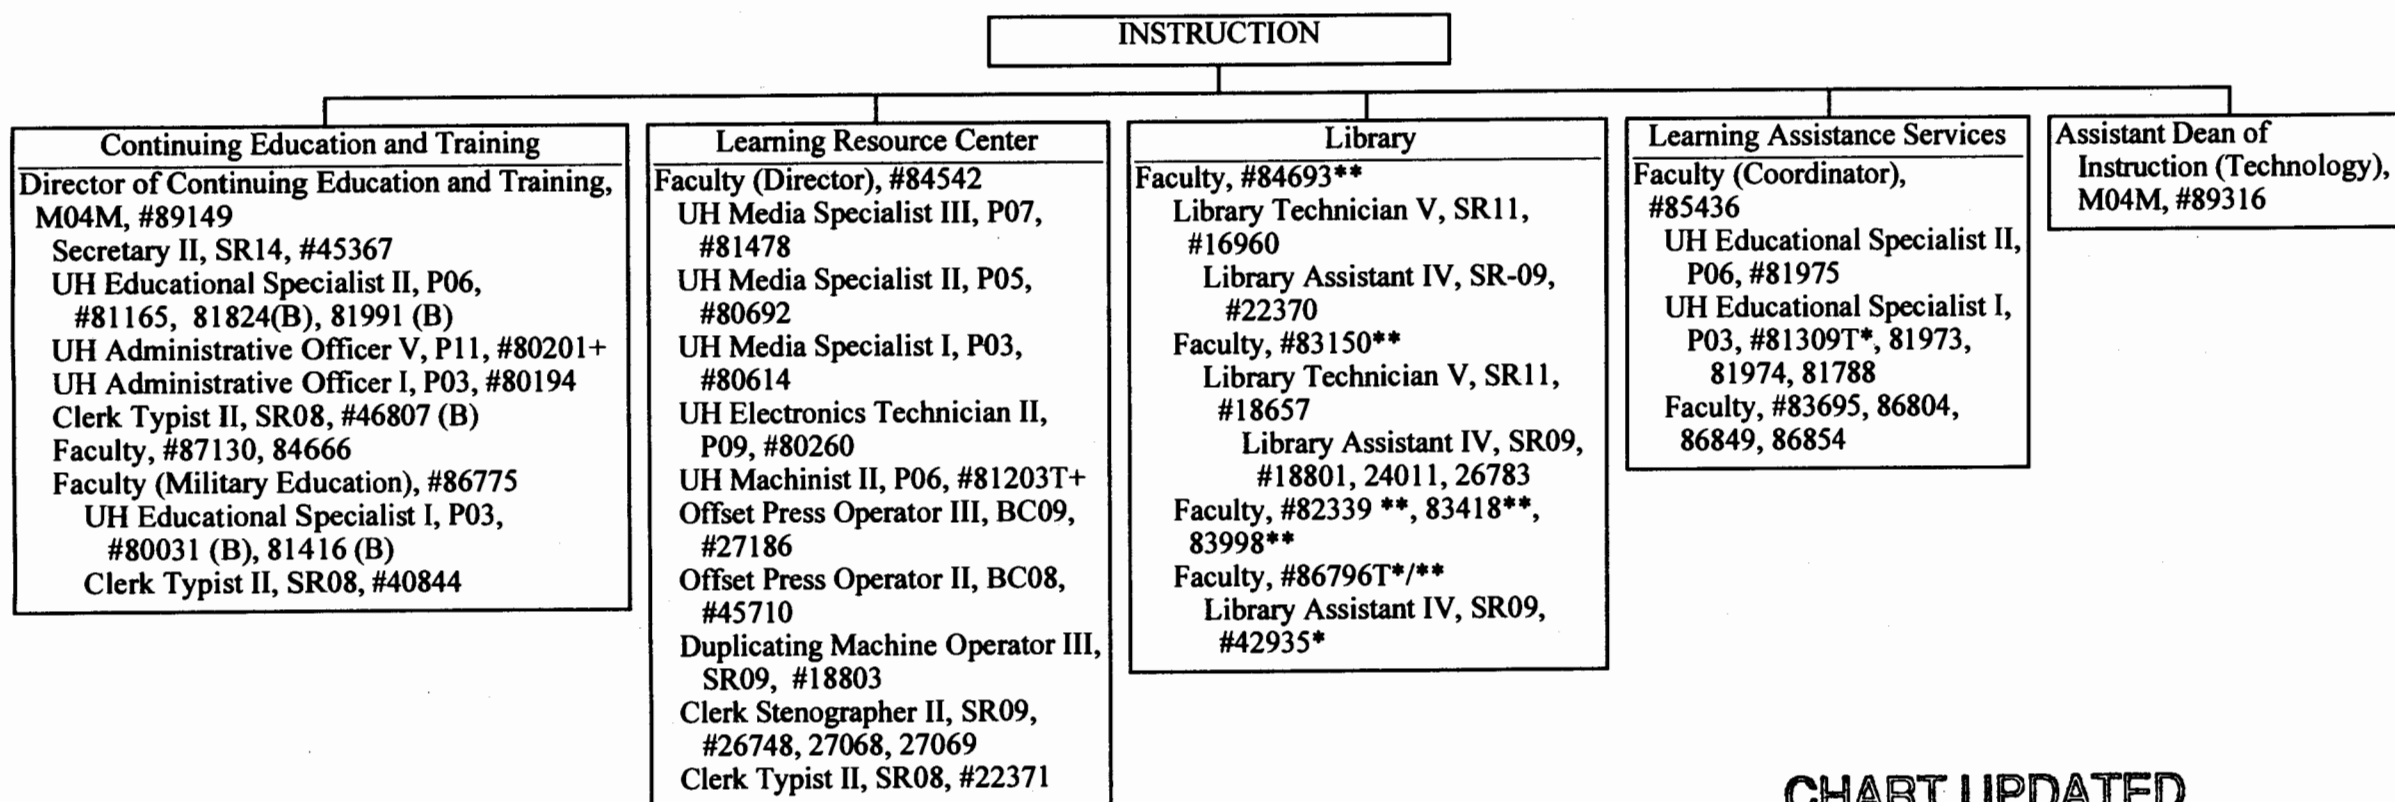 INSTRUCTION
Continuing Education and Training
Director of Continuing Education and Training,
M04M, #89149
Secretary II, SR14, #45367
UH Educational Specialist II, P06,
#81165, 81824(B), 81991 (B)
UH Administrative Officer V, P11, #80201+
UH Administrative Officer I, P03, #80194
Clerk Typist II, SR08, #46807 (B)
Faculty, #87130, 84666
Faculty (Military Education), #86775
UH Educational Specialist I, P03,
#80031 (B), 81416 (B)
Clerk Typist II, SR08, #40844
Learning Resource Center
Faculty (Director), #84542
UH Media Specialist III, P07,
#81478
UH Media Specialist II, P05,
#80692
UH Media Specialist I, P03,
#80614
UH Electronics Technician II,
P09, #80260
UH Machinist II, P06, #81203T+
Offset Press Operator III, BC09,
#27186
Offset Press Operator II, BC08,
#45710
Duplicating Machine Operator III,
SR09, #18803
Clerk Stenographer II, SR09,
#26748, 27068, 27069
Clerk Typist II, SR08, #22371
Library
Faculty, #84693**
Library Technician V, SR11,
#16960
Library Assistant IV, SR-09,
#22370
Faculty, #83150**
Library Technician V, SR11,
#18657
Library Assistant IV, SR09,
#18801, 24011, 26783
Faculty, #82339 **, 83418**,
83998**
Faculty, #86796T*/**
Library Assistant IV, SR09,
#42935*
Learning Assistance Services
Faculty (Coordinator),
#85436
UH Educational Specialist II,
P06, #81975
UH Educational Specialist I,
P03, #81309T*, 81973,
81974, 81788
Faculty, #83695, 86804,
86849, 86854
Assistant Dean of
Instruction (Technology),
M04M, #89316
CHART UPDATED